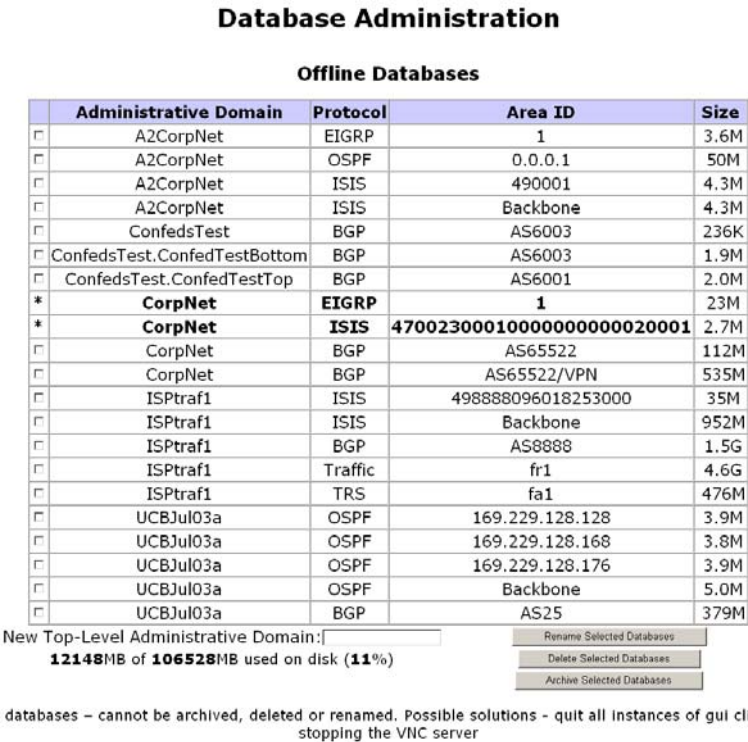 Database Administration
Offline Databases
Administrative Domain Protocol Area ID Size
A2CorpNet EIGRP 1 3.6M
A2CorpNet OSPF 0.0.0.1 50M
A2CorpNet ISIS 490001 4.3M
A2CorpNet ISIS Backbone 4.3M
ConfedsTest BGP AS6003 236K
ConfedsTest.ConfedTestBottom BGP AS6003 1.9M
ConfedsTest.ConfedTestTop BGP AS6001 2.0M
* CorpNet EIGRP 1 23M
* CorpNet ISIS 47002300010000000000020001 2.7M
CorpNet BGP AS65522 112M
CorpNet BGP AS65522/VPN 535M
ISPtraf1 ISIS 498888096018253000 35M
ISPtraf1 ISIS Backbone 952M
ISPtraf1 BGP AS8888 1.5G
ISPtraf1 Traffic fr1 4.6G
ISPtraf1 TRS fa1 476M
UCBJul03a OSPF 169.229.128.128 3.9M
UCBJul03a OSPF 169.229.128.168 3.8M
UCBJul03a OSPF 169.229.128.176 3.9M
UCBJul03a OSPF Backbone 5.0M
UCBJul03a BGP AS25 379M
New Top-Level Administrative Domain: Rename Selected Databases
12148MB of 106528MB used on disk (11%) Delete Selected Databases
Archive Selected Databases
databases – cannot be archived, deleted or renamed. Possible solutions - quit all instances of gui cli
stopping the VNC server